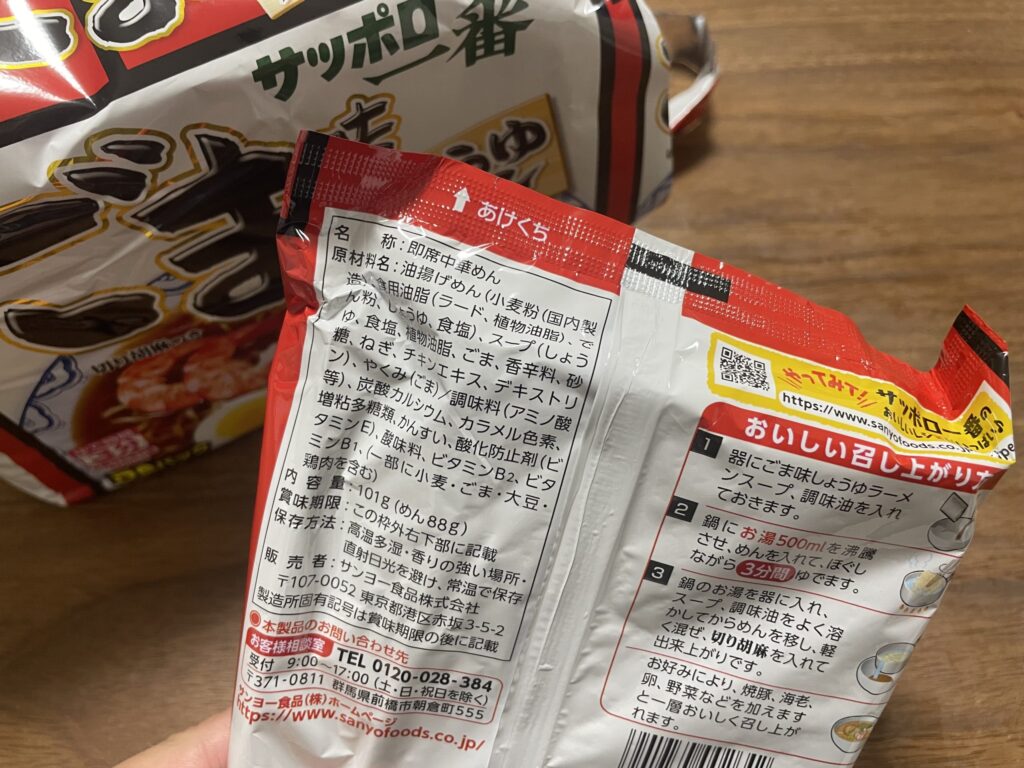 サッポロ一番
切り胡麻つき
あけくち
名 称：即席中華めん
原材料名：油揚げめん（小麦粉（国内製
造）、食用油脂（ラード、植物油脂）、で
ん粉、しょうゆ、食塩）、スープ（しょう
ゆ、食塩、植物油脂、ごま、香辛料、砂
糖、ねぎ、チキンエキス、デキストリ
ン）、やくみ（ごま）/調味料（アミノ酸
等）、炭酸カルシウム、カラメル色素、
増粘多糖類、かんすい、酸化防止剤（ビ
タミンE）、酸味料、ビタミンB₂、ビタ
ミンB₁、（一部に小麦・ごま・大豆・
鶏肉を含む）
内 容 量：101g（めん88g）
賞味期限：この枠外右下部に記載
保存方法：高温多湿・香りの強い場所・
直射日光を避け、常温で保存
販 売 者：サンヨー食品株式会社
〒107-0052 東京都港区赤坂3-5-2
製造所固有記号は賞味期限の後に記載
●本製品のお問い合わせ先
お客様相談室 TEL 0120-028-384
受付 9:00〜17:00（土・日・祝日を除く）
〒371-0811 群馬県前橋市朝倉町555
サンヨー食品（株）ホームページ
https://www.sanyofoods.co.jp/
やってみて! サッポロ一番の
https://www.sanyofoods.co.jp
おいしい召し上がり方
1 器にごま味しょうゆラーメ
ンスープ、調味油を入れ
ておきます。
2 鍋にお湯500mlを沸騰
させ、めんを入れて、ほぐし
ながら3分間ゆでます。
3 鍋のお湯を器に入れ、
スープ、調味油をよく溶
かしてからめんを移し、軽
く混ぜ、切り胡麻を入れて
出来上がりです。
お好みにより、焼豚、海老、
卵、野菜などを加えます
と一層おいしく召し上が
れます。